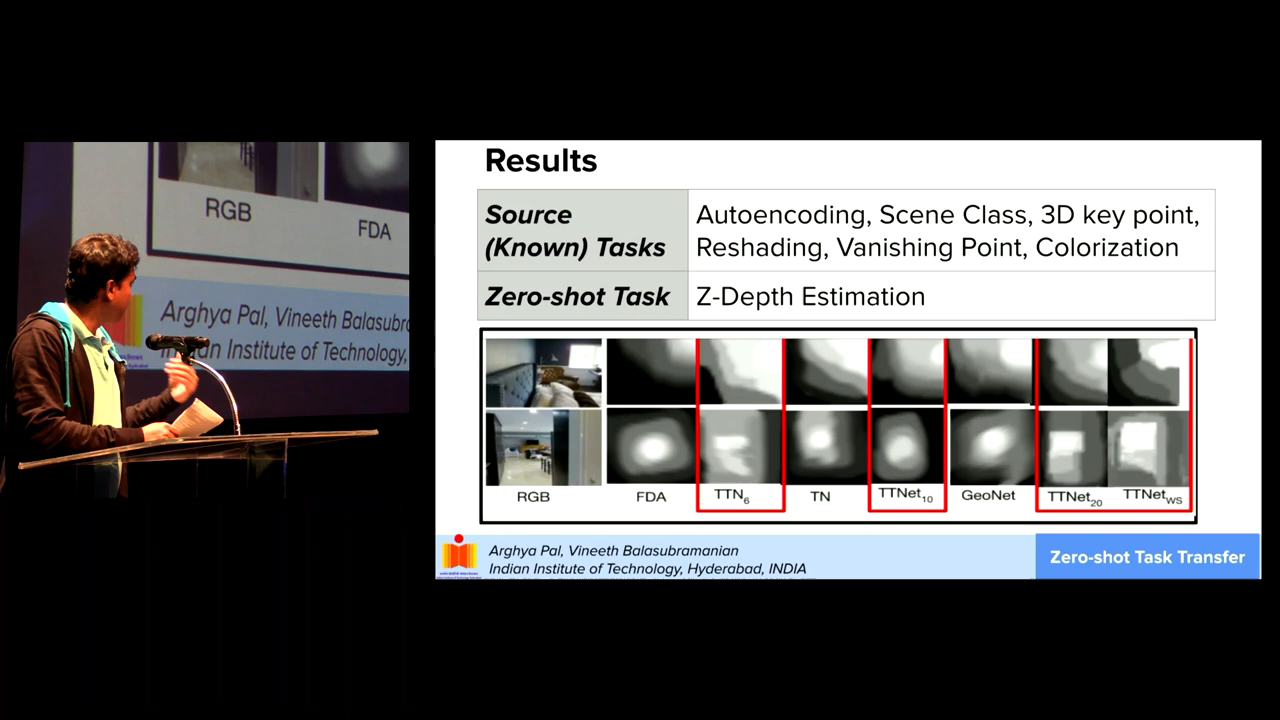 RGB
FDA
Arghya Pal, Vineeth Balasubra
Indian Institute of Technology,
Results
Source
(Known) Tasks
Autoencoding, Scene Class, 3D key point,
Reshading, Vanishing Point, Colorization
Zero-shot Task
Z-Depth Estimation
RGB FDA TTN6 TN TTNet10 GeoNet TTNet20 TTNetWS
Arghya Pal, Vineeth Balasubramanian
Indian Institute of Technology, Hyderabad, INDIA
Zero-shot Task Transfer